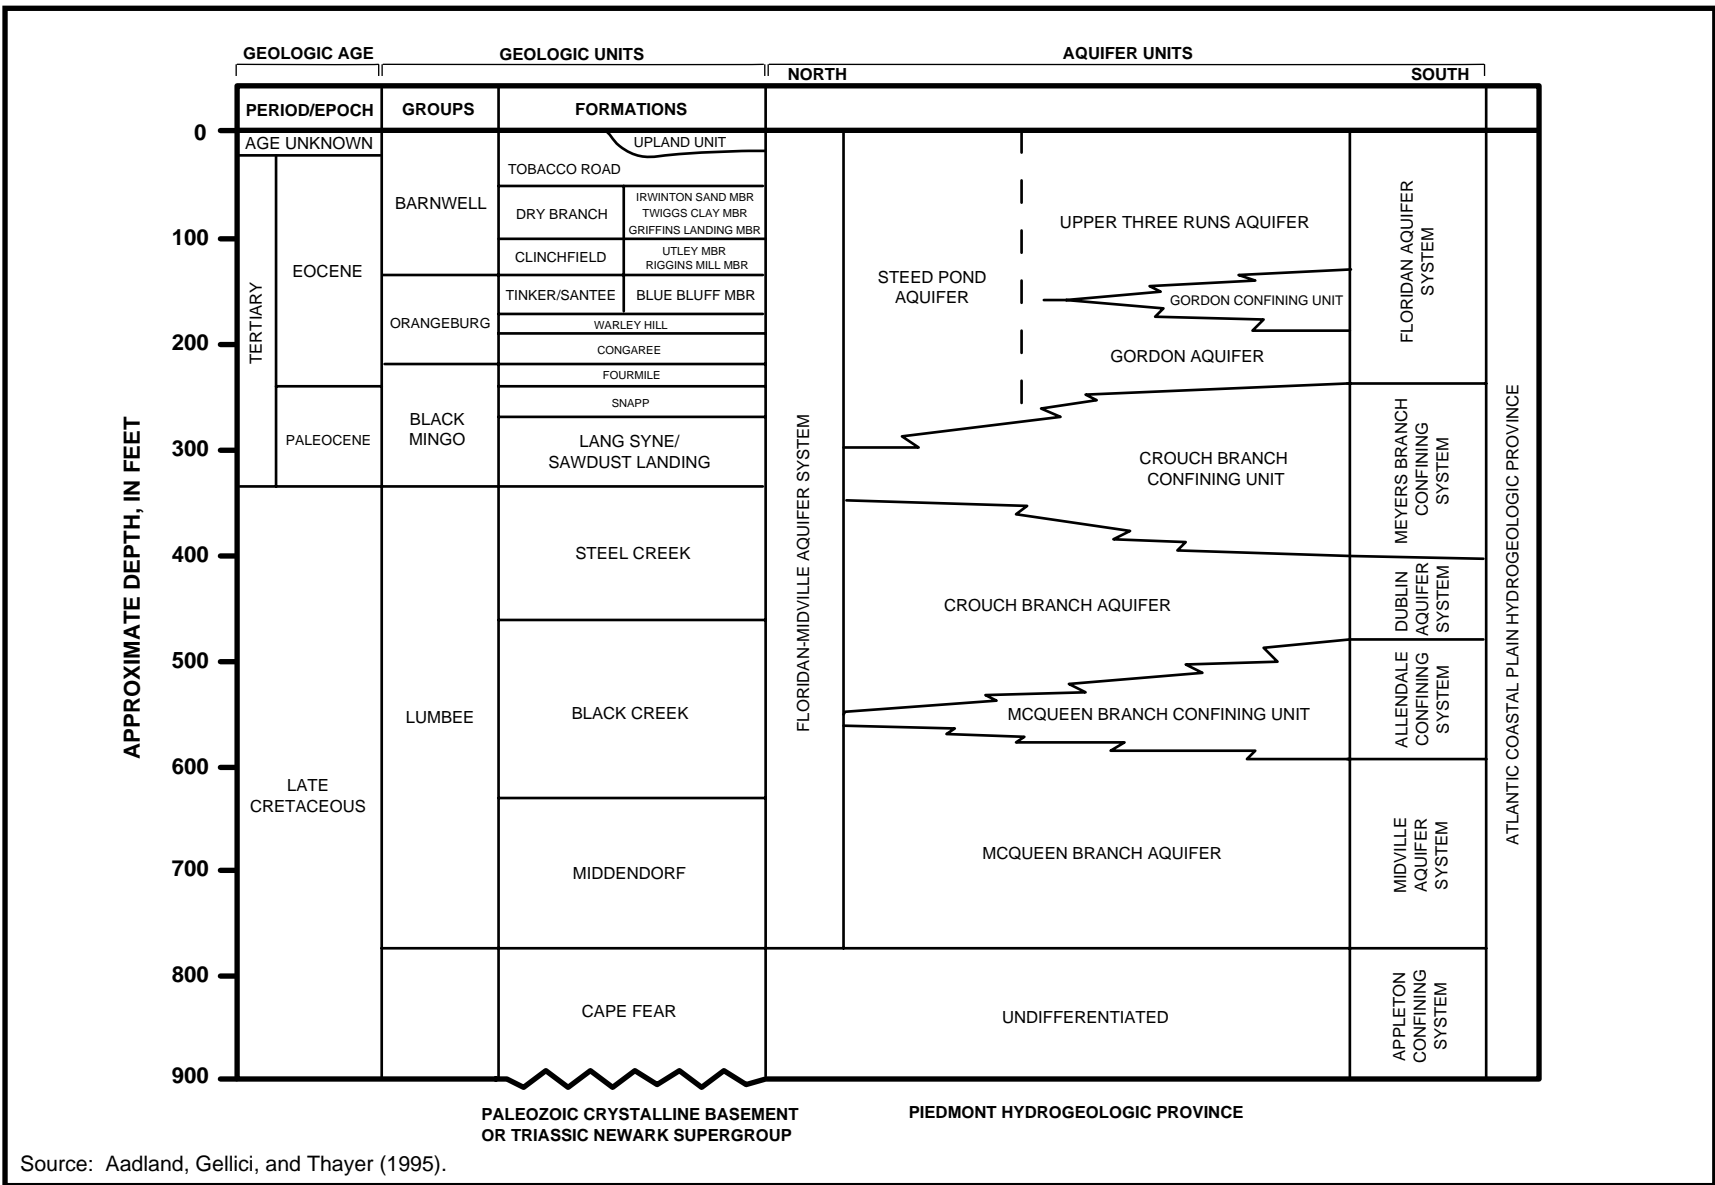 GEOLOGIC AGE
GEOLOGIC UNITS
AQUIFER UNITS
NORTH
SOUTH
PERIOD/EPOCH
GROUPS
FORMATIONS
APPROXIMATE DEPTH, IN FEET
0
100
200
300
400
500
600
700
800
900
AGE UNKNOWN
TERTIARY
EOCENE
PALEOCENE
LATE
CRETACEOUS
BARNWELL
ORANGEBURG
BLACK
MINGO
LUMBEE
UPLAND UNIT
TOBACCO ROAD
DRY BRANCH
IRWINTON SAND MBR
TWIGGS CLAY MBR
GRIFFINS LANDING MBR
CLINCHFIELD
UTLEY MBR
RIGGINS MILL MBR
TINKER/SANTEE
BLUE BLUFF MBR
WARLEY HILL
CONGAREE
FOURMILE
SNAPP
LANG SYNE/
SAWDUST LANDING
STEEL CREEK
BLACK CREEK
MIDDENDORF
CAPE FEAR
FLORIDAN-MIDVILLE AQUIFER SYSTEM
STEED POND
AQUIFER
UPPER THREE RUNS AQUIFER
GORDON CONFINING UNIT
GORDON AQUIFER
CROUCH BRANCH
CONFINING UNIT
CROUCH BRANCH AQUIFER
MCQUEEN BRANCH CONFINING UNIT
MCQUEEN BRANCH AQUIFER
UNDIFFERENTIATED
FLORIDAN AQUIFER
SYSTEM
MEYERS BRANCH
CONFINING
SYSTEM
DUBLIN
AQUIFER
SYSTEM
ALLENDALE
CONFINING
SYSTEM
MIDVILLE
AQUIFER
SYSTEM
APPLETON
CONFINING
SYSTEM
ATLANTIC COASTAL PLAIN HYDROGEOLOGIC PROVINCE
PALEOZOIC CRYSTALLINE BASEMENT
OR TRIASSIC NEWARK SUPERGROUP
PIEDMONT HYDROGEOLOGIC PROVINCE
Source: Aadland, Gellici, and Thayer (1995).